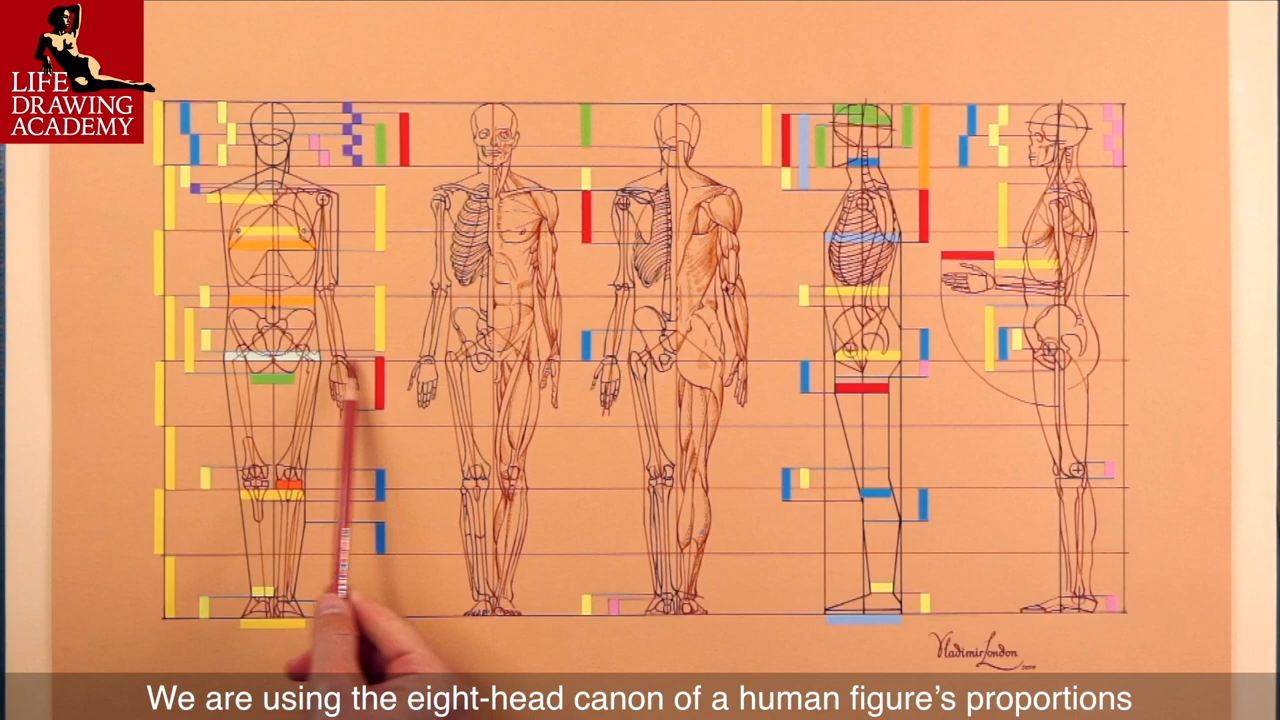 LIFE
DRAWING
ACADEMY
Vladimir London
We are using the eight-head canon of a human figure's proportions